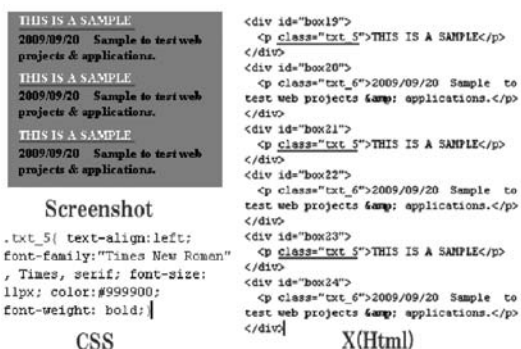 THIS IS A SAMPLE
2009/09/20 Sample to test web
projects & applications.
THIS IS A SAMPLE
2009/09/20 Sample to test web
projects & applications.
THIS IS A SAMPLE
2009/09/20 Sample to test web
projects & applications.
Screenshot
.txt_5{ text-align:left;
font-family:"Times New Roman"
, Times, serif; font-size:
11px; color:#999900;
font-weight: bold;}
CSS
<div id="box19">
<p class="txt_5">THIS IS A SAMPLE</p>
</div>
<div id="box20">
<p class="txt_6">2009/09/20 Sample to
test web projects &amp; applications.</p>
</div>
<div id="box21">
<p class="txt_5">THIS IS A SAMPLE</p>
</div>
<div id="box22">
<p class="txt_6">2009/09/20 Sample to
test web projects &amp; applications.</p>
</div>
<div id="box23">
<p class="txt_5">THIS IS A SAMPLE</p>
</div>
<div id="box24">
<p class="txt_6">2009/09/20 Sample to
test web projects &amp; applications.</p>
</div>
X(Html)